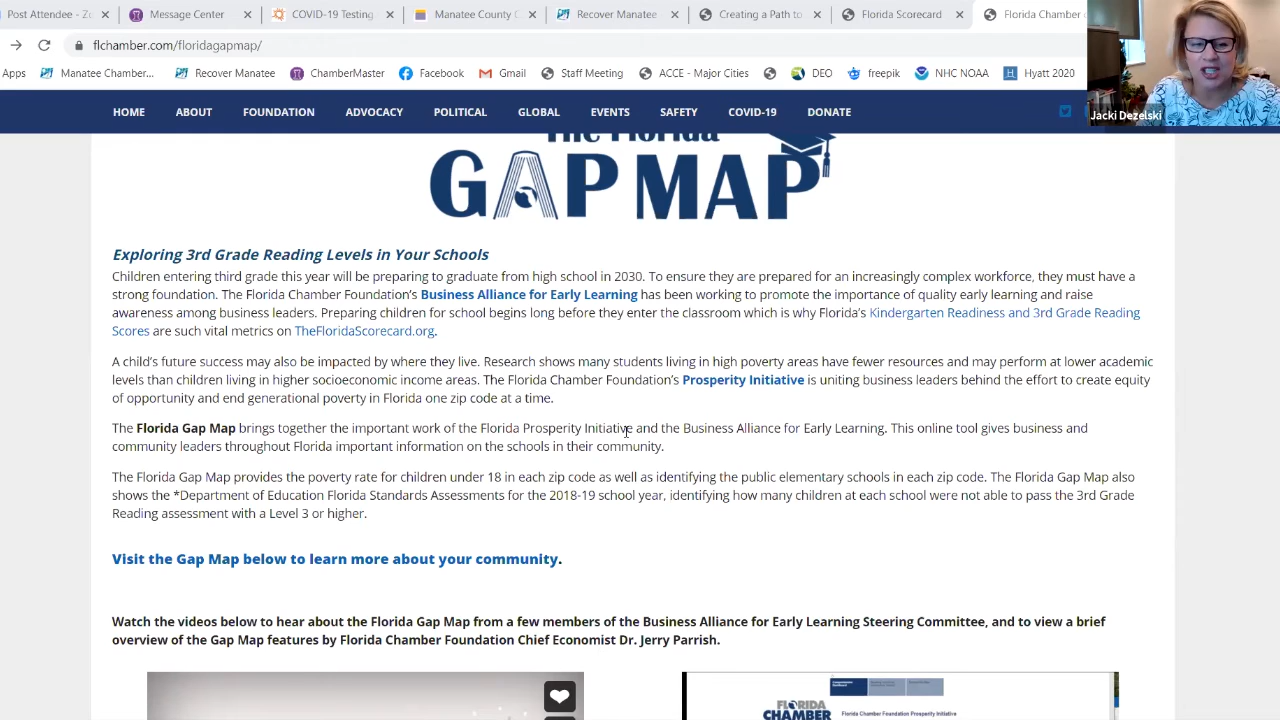 Post Attendee - Zo
Message Center
COVID-19 Testing
Manatee County C
Recover Manatee
Creating a Path to
Florida Scorecard
Florida Chamber
flchamber.com/floridagapmap/
Apps
Manatee Chamber...
Recover Manatee
ChamberMaster
Facebook
Gmail
Staff Meeting
ACCE - Major Cities
DEO
freepik
NHC NOAA
Hyatt 2020
Jacki Dezelski
HOME
ABOUT
FOUNDATION
ADVOCACY
POLITICAL
GLOBAL
EVENTS
SAFETY
COVID-19
DONATE
The Florida
GAP MAP
Exploring 3rd Grade Reading Levels in Your Schools
Children entering third grade this year will be preparing to graduate from high school in 2030. To ensure they are prepared for an increasingly complex workforce, they must have a
strong foundation. The Florida Chamber Foundation's Business Alliance for Early Learning has been working to promote the importance of quality early learning and raise
awareness among business leaders. Preparing children for school begins long before they enter the classroom which is why Florida's Kindergarten Readiness and 3rd Grade Reading
Scores are such vital metrics on TheFloridaScorecard.org.
A child's future success may also be impacted by where they live. Research shows many students living in high poverty areas have fewer resources and may perform at lower academic
levels than children living in higher socioeconomic income areas. The Florida Chamber Foundation's Prosperity Initiative is uniting business leaders behind the effort to create equity
of opportunity and end generational poverty in Florida one zip code at a time.
The Florida Gap Map brings together the important work of the Florida Prosperity Initiative and the Business Alliance for Early Learning. This online tool gives business and
community leaders throughout Florida important information on the schools in their community.
The Florida Gap Map provides the poverty rate for children under 18 in each zip code as well as identifying the public elementary schools in each zip code. The Florida Gap Map also
shows the *Department of Education Florida Standards Assessments for the 2018-19 school year, identifying how many children at each school were not able to pass the 3rd Grade
Reading assessment with a Level 3 or higher.
Visit the Gap Map below to learn more about your community.
Watch the videos below to hear about the Florida Gap Map from a few members of the Business Alliance for Early Learning Steering Committee, and to view a brief
overview of the Gap Map features by Florida Chamber Foundation Chief Economist Dr. Jerry Parrish.
FLORIDA
CHAMBER
Florida Chamber Foundation Prosperity Initiative